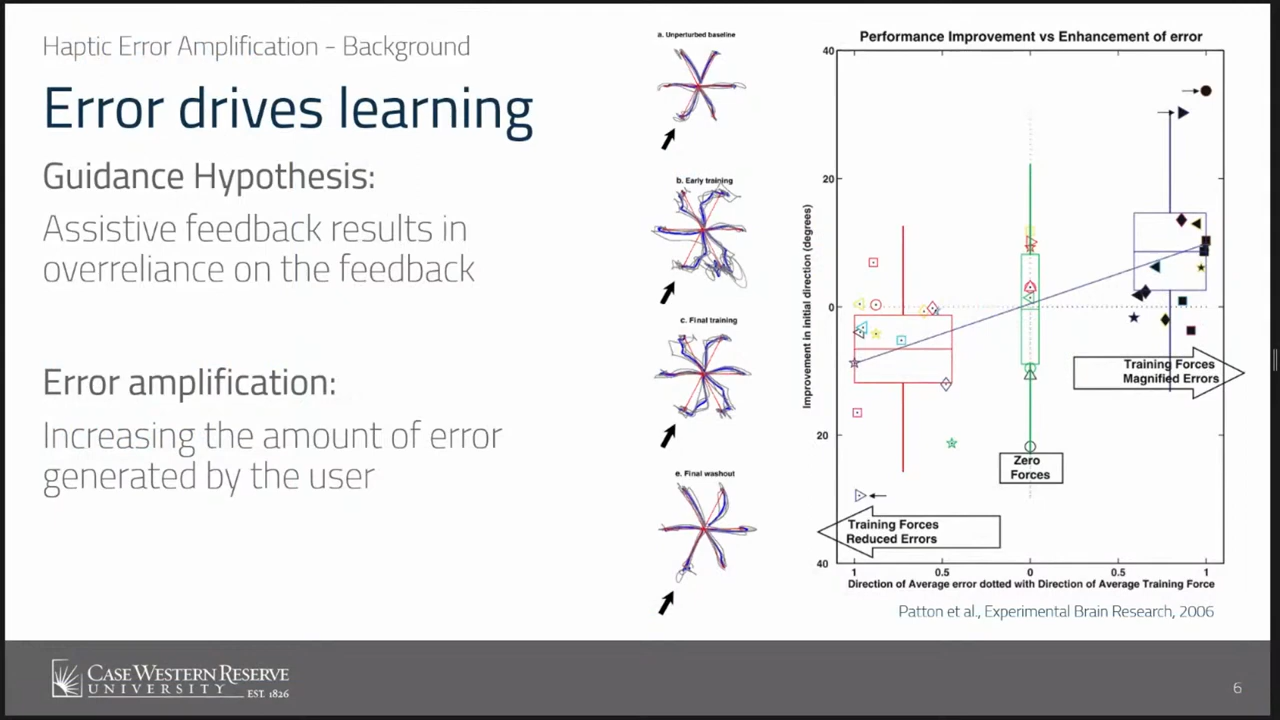 Haptic Error Amplification - Background
Error drives learning
Guidance Hypothesis:
Assistive feedback results in
overreliance on the feedback
Error amplification:
Increasing the amount of error
generated by the user
a. Unperturbed baseline
b. Early training
c. Final training
e. Final washout
Performance Improvement vs Enhancement of error
Improvement in initial direction (degrees)
40
20
0
20
40
Training Forces
Magnified Errors
Zero
Forces
Training Forces
Reduced Errors
1
0.5
0
0.5
1
Direction of Average error dotted with Direction of Average Training Force
Patton et al., Experimental Brain Research, 2006
CASE WESTERN RESERVE
UNIVERSITY EST. 1826
6